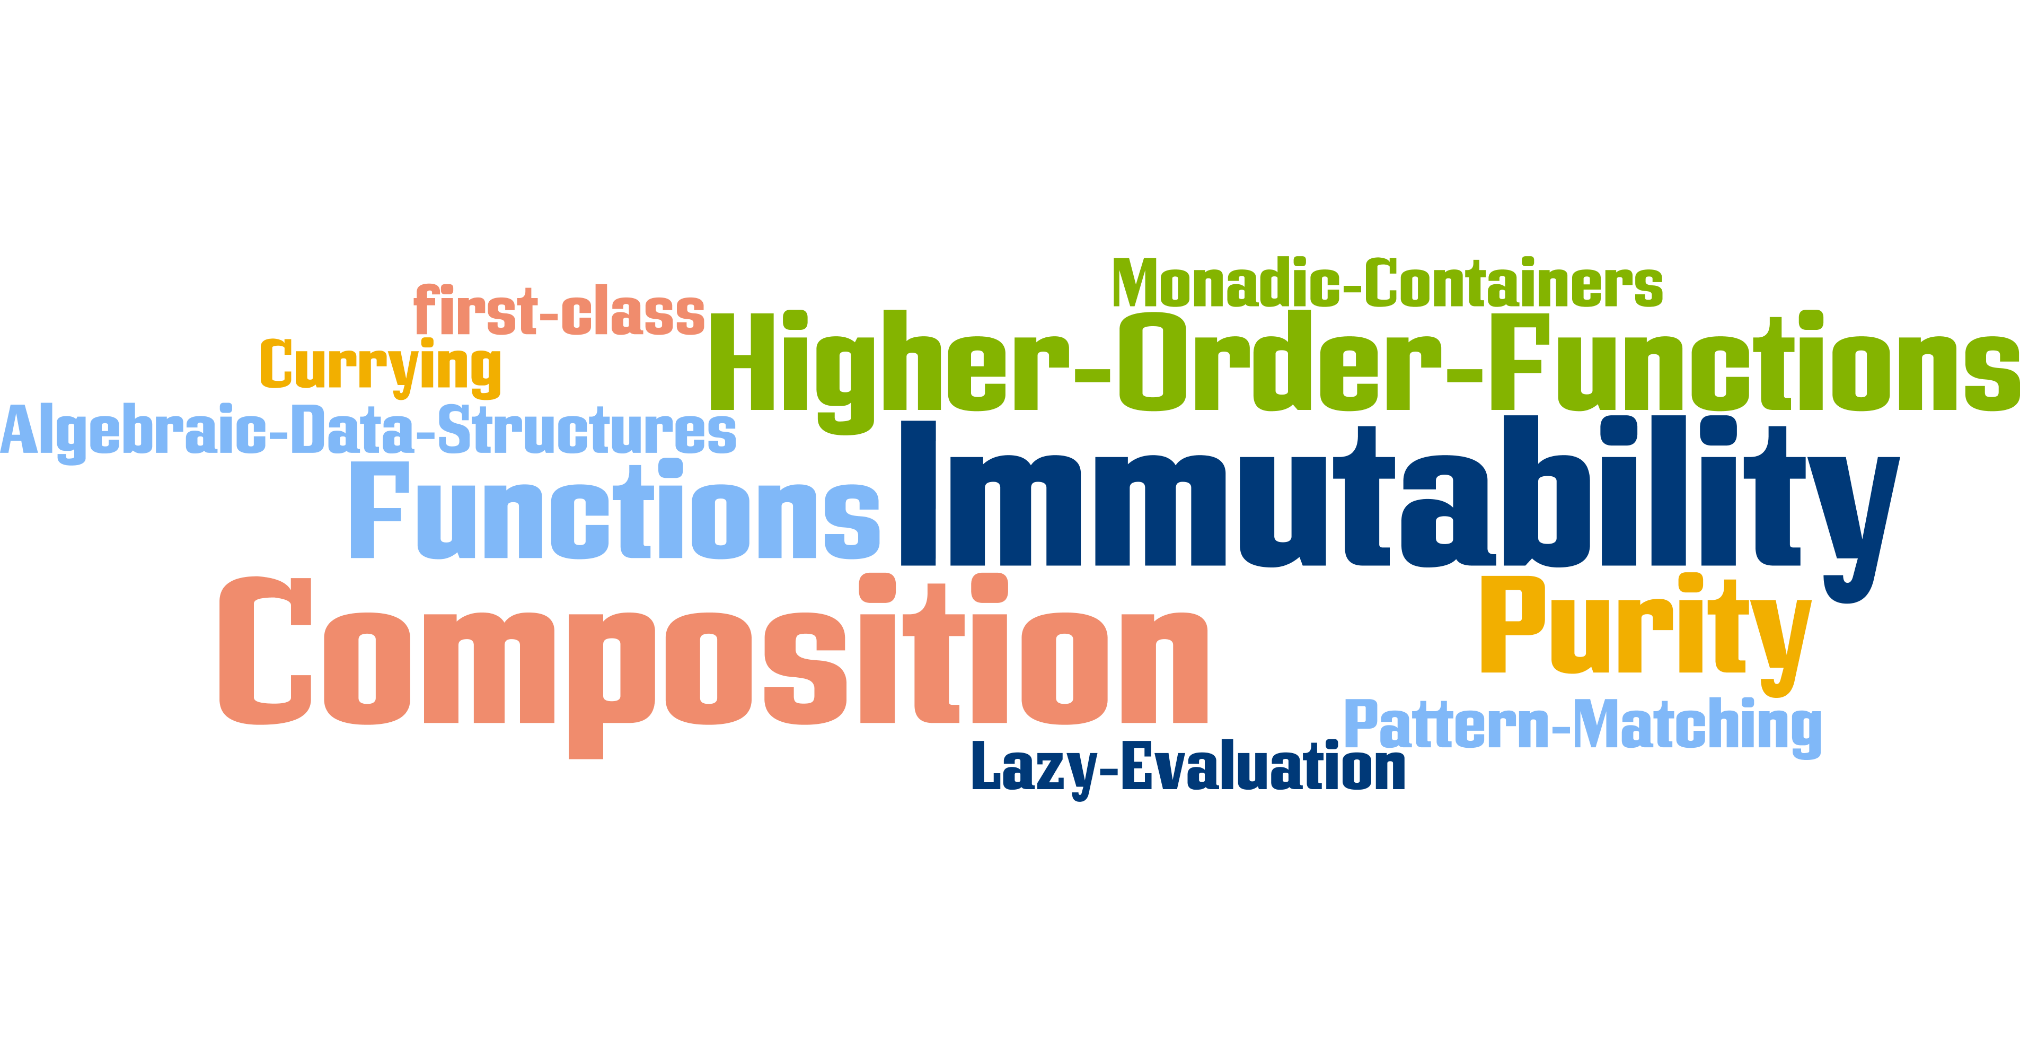 Monadic-Containers
first-class
Higher-Order-Functions
Currying
Algebraic-Data-Structures
Immutability
Functions
Composition
Purity
Pattern-Matching
Lazy-Evaluation